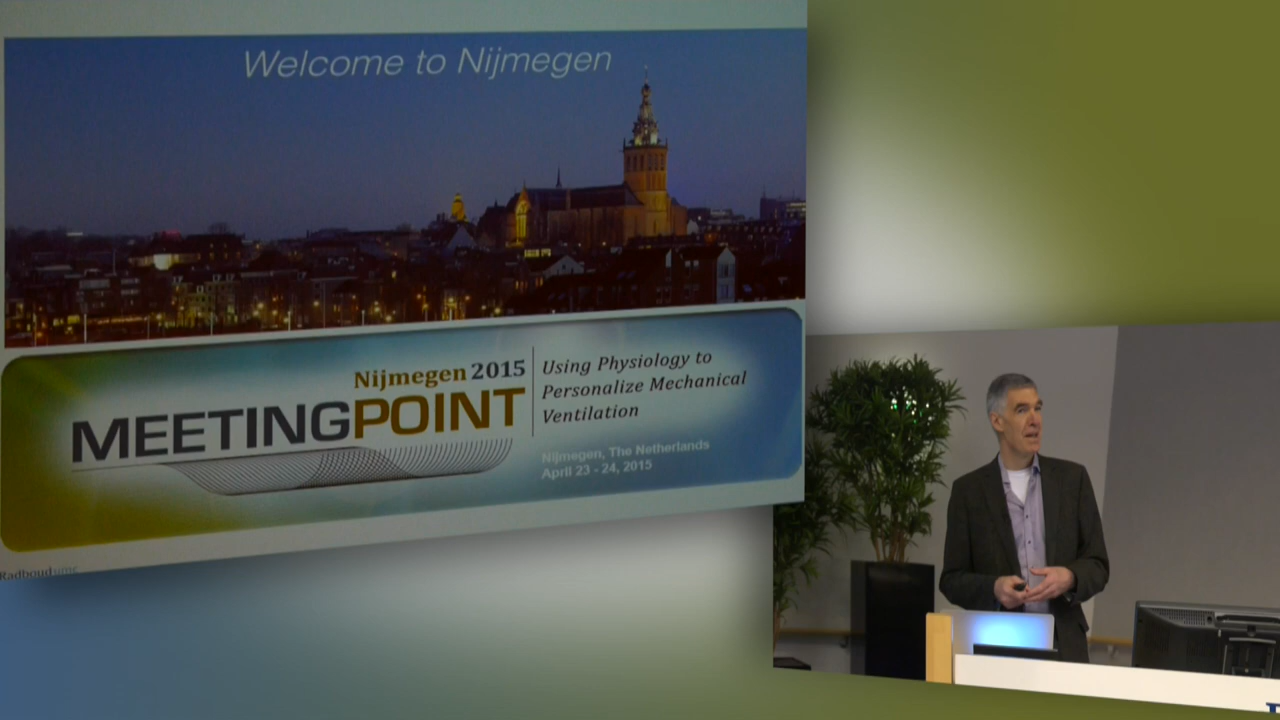 Welcome to Nijmegen
Nijmegen 2015
MEETINGPOINT
Using Physiology to
Personalize Mechanical
Ventilation
Nijmegen, The Netherlands
April 23 - 24, 2015
Radboudumc